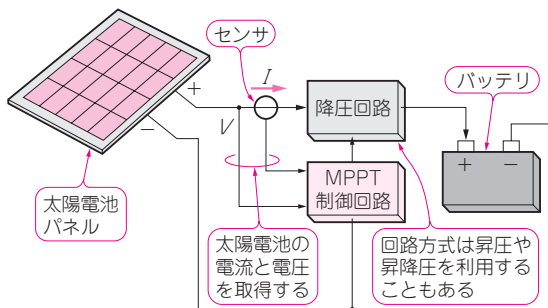 センサ
I
バッテリ
+
降圧回路
−
V
+
−
MPPT
制御回路
太陽電池
パネル
太陽電池の
電流と電圧
を取得する
回路方式は昇圧や
昇降圧を利用する
こともある